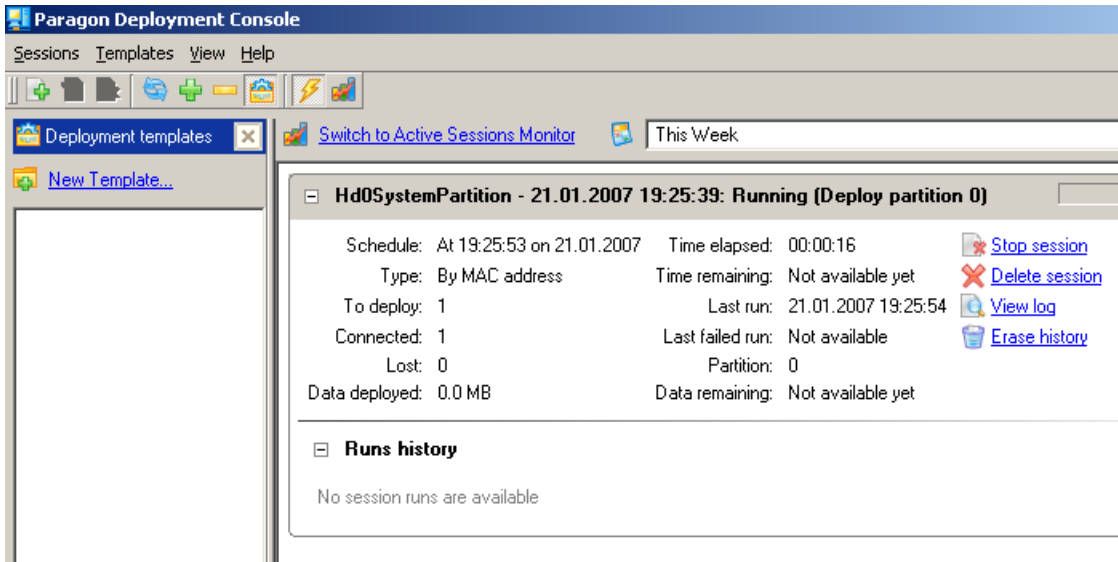 Paragon Deployment Console
Sessions Templates View Help
Deployment templates
Switch to Active Sessions Monitor
This Week
New Template...
Hd0SystemPartition - 21.01.2007 19:25:39: Running (Deploy partition 0)
Schedule: At 19:25:53 on 21.01.2007 Time elapsed: 00:00:16 Stop session
Type: By MAC address Time remaining: Not available yet Delete session
To deploy: 1 Last run: 21.01.2007 19:25:54 View log
Connected: 1 Last failed run: Not available Erase history
Lost: 0 Partition: 0
Data deployed: 0.0 MB Data remaining: Not available yet
Runs history
No session runs are available